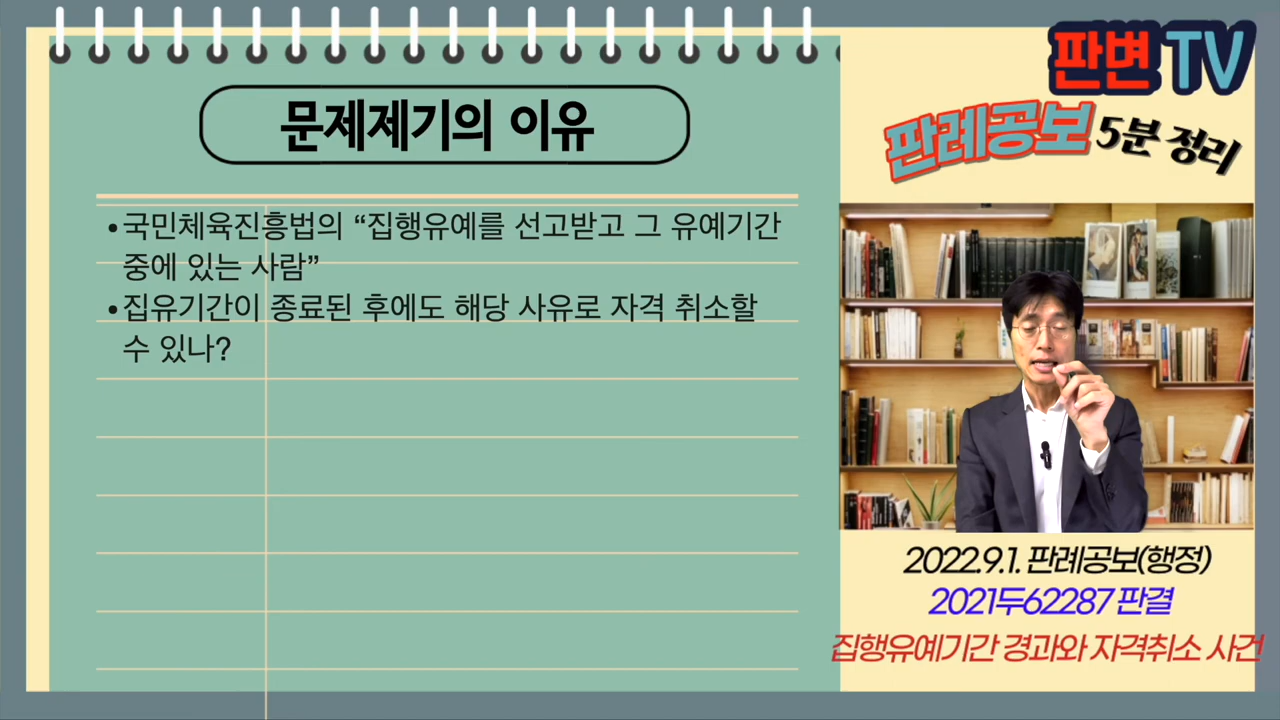 문제제기의 이유
•국민체육진흥법의 “집행유예를 선고받고 그 유예기간
중에 있는 사람”
•집유기간이 종료된 후에도 해당 사유로 자격 취소할
수 있나?
판변 TV
판례공보 5분 정리
2022.9.1. 판례공보(행정)
2021두62287 판결
집행유예기간 경과와 자격취소 사건